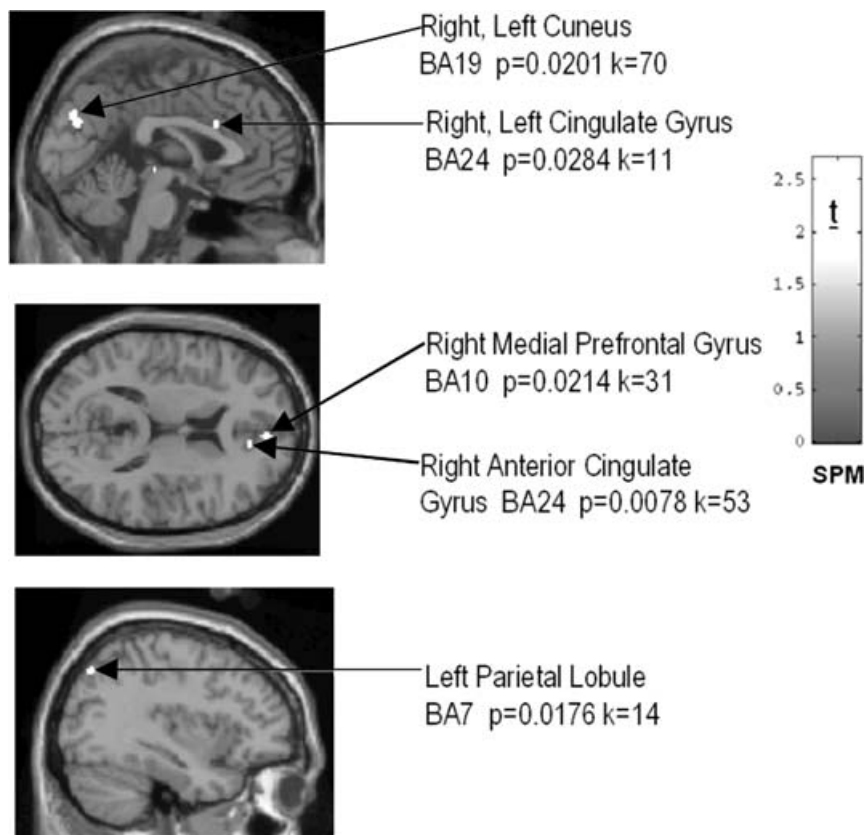 Right, Left Cuneus
BA19 p=0.0201 k=70
Right, Left Cingulate Gyrus
BA24 p=0.0284 k=11
2.5
t
2
1.5
1
0.5
0
SPM
Right Medial Prefrontal Gyrus
BA10 p=0.0214 k=31
Right Anterior Cingulate
Gyrus BA24 p=0.0078 k=53
Left Parietal Lobule
BA7 p=0.0176 k=14